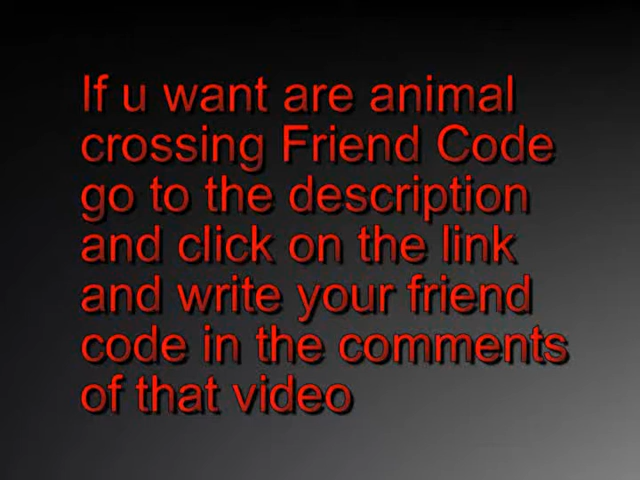 If u want are animal
crossing Friend Code
go to the description
and click on the link
and write your friend
code in the comments
of that video